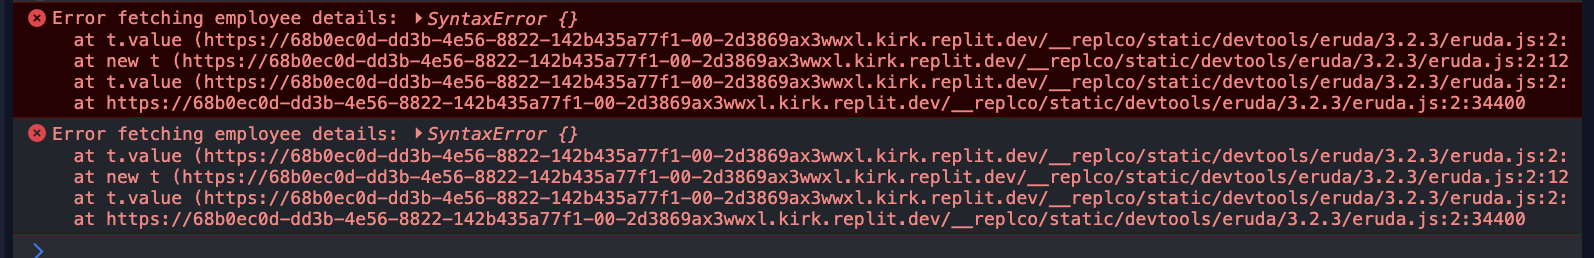 Error fetching employee details: ▶SyntaxError {}
at t.value (https://68b0ec0d-dd3b-4e56-8822-142b435a77f1-00-2d3869ax3wwxl.kirk.replit.dev/__replco/static/devtools/eruda/3.2.3/eruda.js:2:
at new t (https://68b0ec0d-dd3b-4e56-8822-142b435a77f1-00-2d3869ax3wwxl.kirk.replit.dev/__replco/static/devtools/eruda/3.2.3/eruda.js:2:12
at t.value (https://68b0ec0d-dd3b-4e56-8822-142b435a77f1-00-2d3869ax3wwxl.kirk.replit.dev/__replco/static/devtools/eruda/3.2.3/eruda.js:2:
at https://68b0ec0d-dd3b-4e56-8822-142b435a77f1-00-2d3869ax3wwxl.kirk.replit.dev/__replco/static/devtools/eruda/3.2.3/eruda.js:2:34400
Error fetching employee details: ▶SyntaxError {}
at t.value (https://68b0ec0d-dd3b-4e56-8822-142b435a77f1-00-2d3869ax3wwxl.kirk.replit.dev/__replco/static/devtools/eruda/3.2.3/eruda.js:2:
at new t (https://68b0ec0d-dd3b-4e56-8822-142b435a77f1-00-2d3869ax3wwxl.kirk.replit.dev/__replco/static/devtools/eruda/3.2.3/eruda.js:2:12
at t.value (https://68b0ec0d-dd3b-4e56-8822-142b435a77f1-00-2d3869ax3wwxl.kirk.replit.dev/__replco/static/devtools/eruda/3.2.3/eruda.js:2:
at https://68b0ec0d-dd3b-4e56-8822-142b435a77f1-00-2d3869ax3wwxl.kirk.replit.dev/__replco/static/devtools/eruda/3.2.3/eruda.js:2:34400